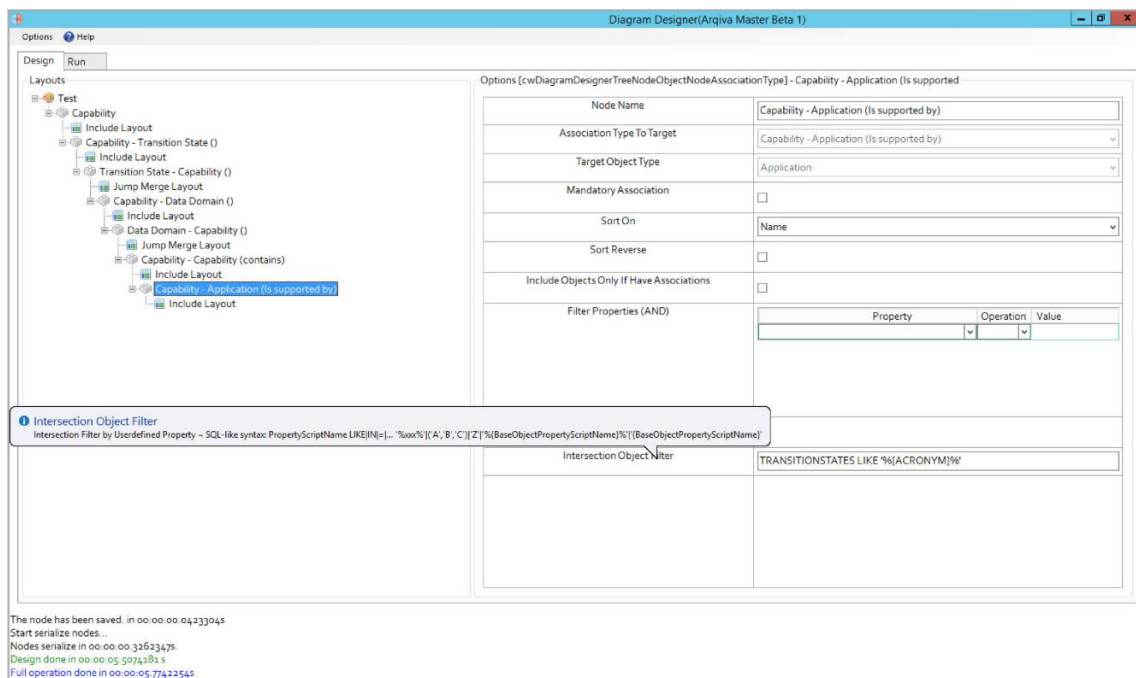 Diagram Designer(Arqiva Master Beta 1)
Options Help
Design Run
Layouts
Test
Capability
Include Layout
Capability - Transition State ()
Include Layout
Transition State - Capability ()
Jump Merge Layout
Capability - Data Domain ()
Include Layout
Data Domain - Capability ()
Jump Merge Layout
Capability - Capability (contains)
Include Layout
Capability - Application (Is supported by)
Include Layout
Options [cwDiagramDesignerTreeNodeObjectNodeAssociationType] - Capability - Application (Is supported
Node Name Capability - Application (Is supported by)
Association Type To Target Capability - Application (Is supported by)
Target Object Type Application
Mandatory Association
Sort On Name
Sort Reverse
Include Objects Only If Have Associations
Filter Properties (AND) Property Operation Value
Intersection Object Filter
Intersection Filter by Userdefined Property ~ SQL-like syntax: PropertyScriptName LIKE|IN|=|... '%xxx%'|('A','B','C')|'Z'|'%{BaseObjectPropertyScriptName}%'|'{BaseObjectPropertyScriptName}'
Intersection Object Filter TRANSITIONSTATES LIKE '%{ACRONYM}%'
The node has been saved. in 00:00:00.0423304s
Start serialize nodes...
Nodes serialize in 00:00:00.3262347s.
Design done in 00:00:05.5074181 s
Full operation done in 00:00:05.7742254s